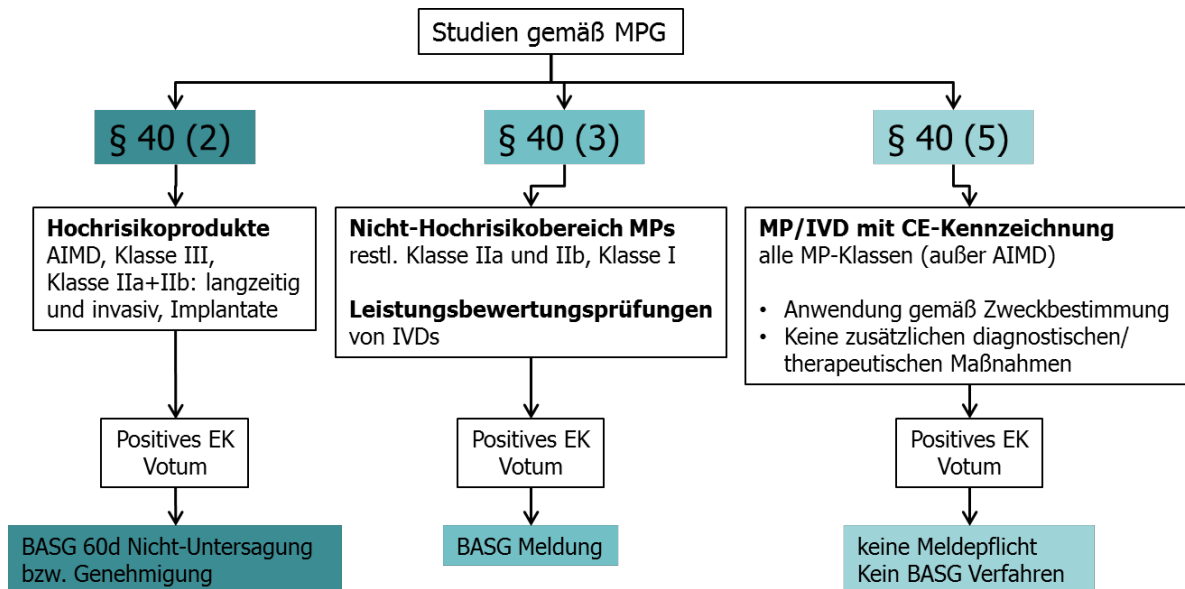 Studien gemäß MPG
§ 40 (2)
§ 40 (3)
§ 40 (5)
Hochrisikoprodukte
AIMD, Klasse III,
Klasse IIa+IIb: langzeitig
und invasiv, Implantate
Nicht-Hochrisikobereich MPs
restl. Klasse IIa und IIb, Klasse I
Leistungsbewertungsprüfungen
von IVDs
MP/IVD mit CE-Kennzeichnung
alle MP-Klassen (außer AIMD)
• Anwendung gemäß Zweckbestimmung
• Keine zusätzlichen diagnostischen/
therapeutischen Maßnahmen
Positives EK
Votum
Positives EK
Votum
Positives EK
Votum
BASG 60d Nicht-Untersagung
bzw. Genehmigung
BASG Meldung
keine Meldepflicht
Kein BASG Verfahren